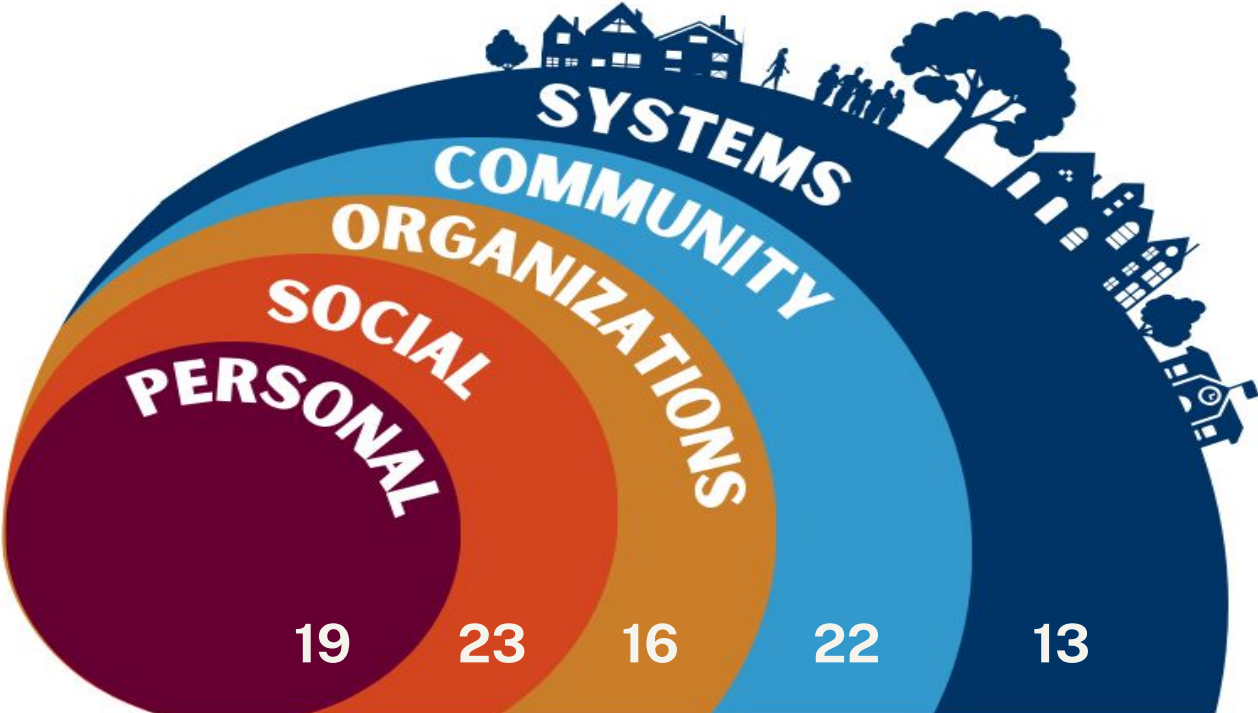 SYSTEMS
COMMUNITY
ORGANIZATIONS
SOCIAL
PERSONAL
19 23 16 22 13